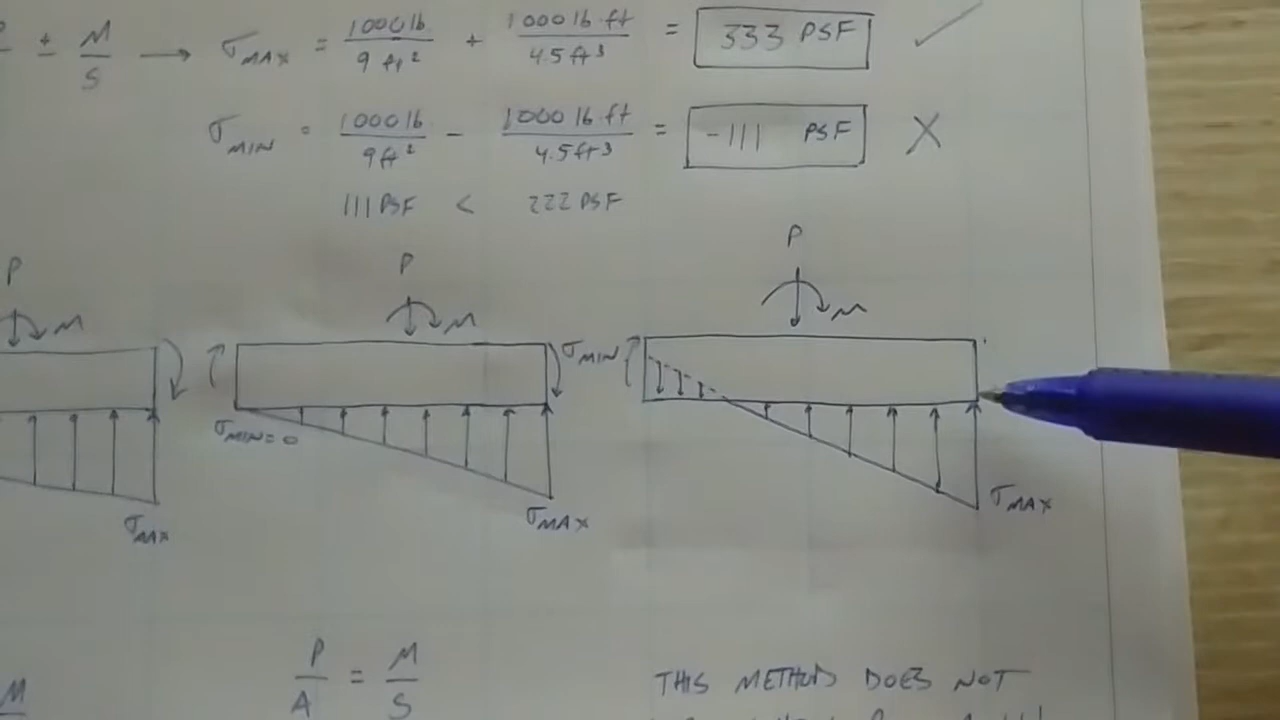 ± M/S → σMAX = 1000 lb/9 ft² + 1000 lb ft/4.5 ft³ = 333 PSF ✓
σMIN = 1000 lb/9 ft² - 1000 lb ft/4.5 ft³ = -111 PSF X
111 PSF < 222 PSF
P P P
M M M
σMIN
σMIN = 0
σMAX σMAX σMAX
M P/A = M/S THIS METHOD DOES NOT